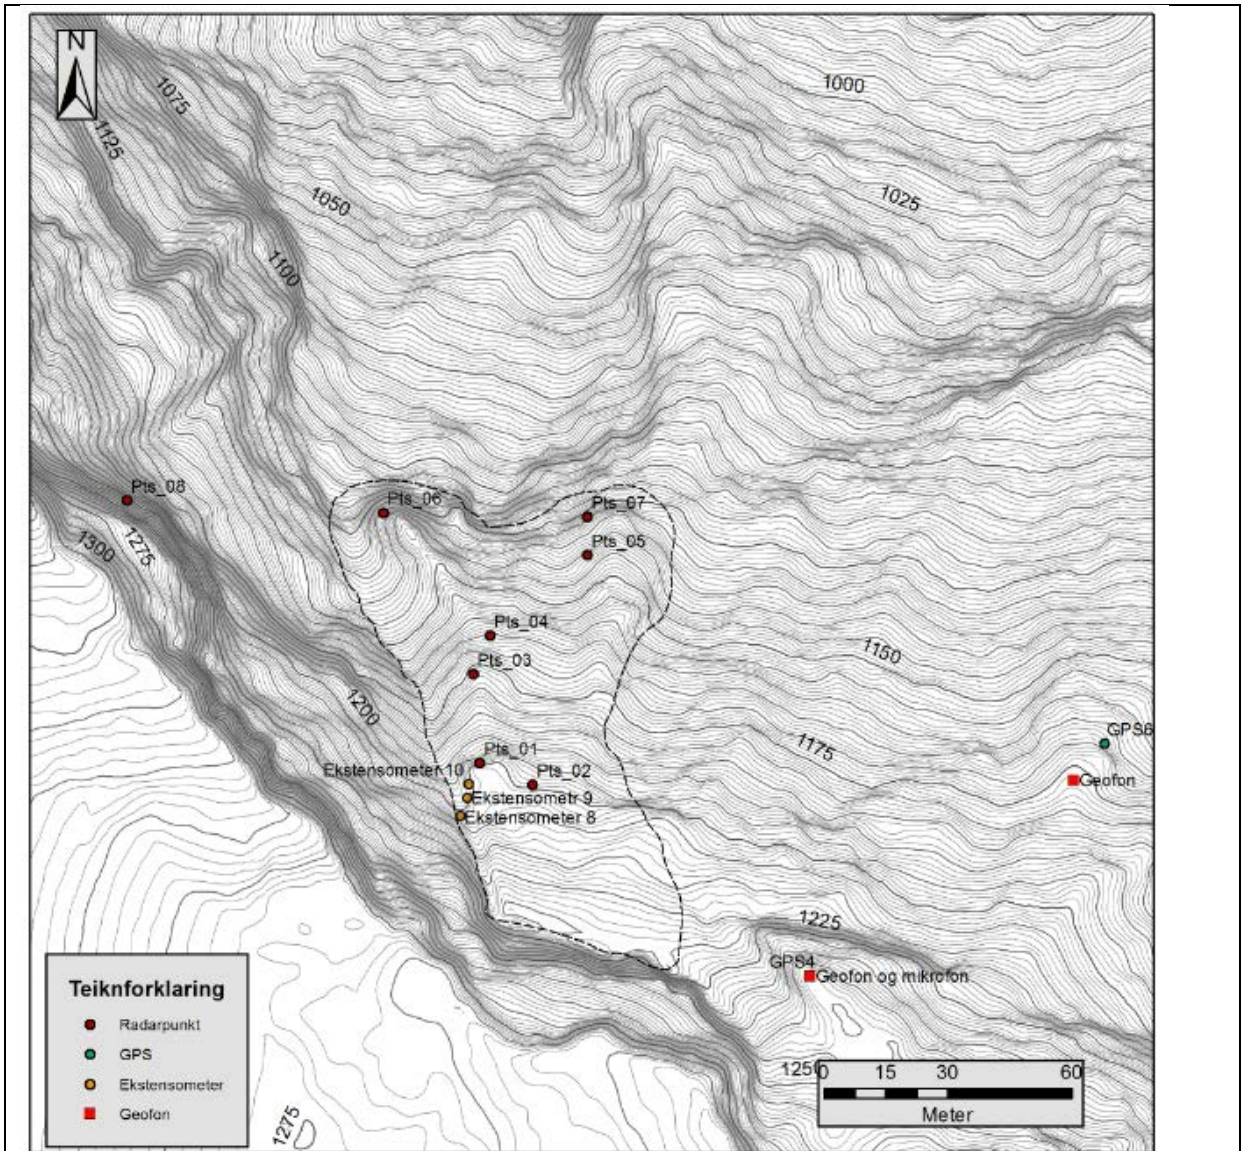 N
1000
1075
1125
1050
1025
1100
Pts_08
Pts_06
Pts_07
1300
1275
Pts_05
Pts_04
1150
Pts_03
1200
GPS6
1175
Pts_01
Ekstensometer 10
Pts_02
Geofon
Ekstensometr 9
Ekstensometer 8
1225
GPS4
Geofon og mikrofon
Teiknforklaring
Radarpunkt
GPS
Ekstensometer
Geofon
1250
0 15 30 60
Meter
1275